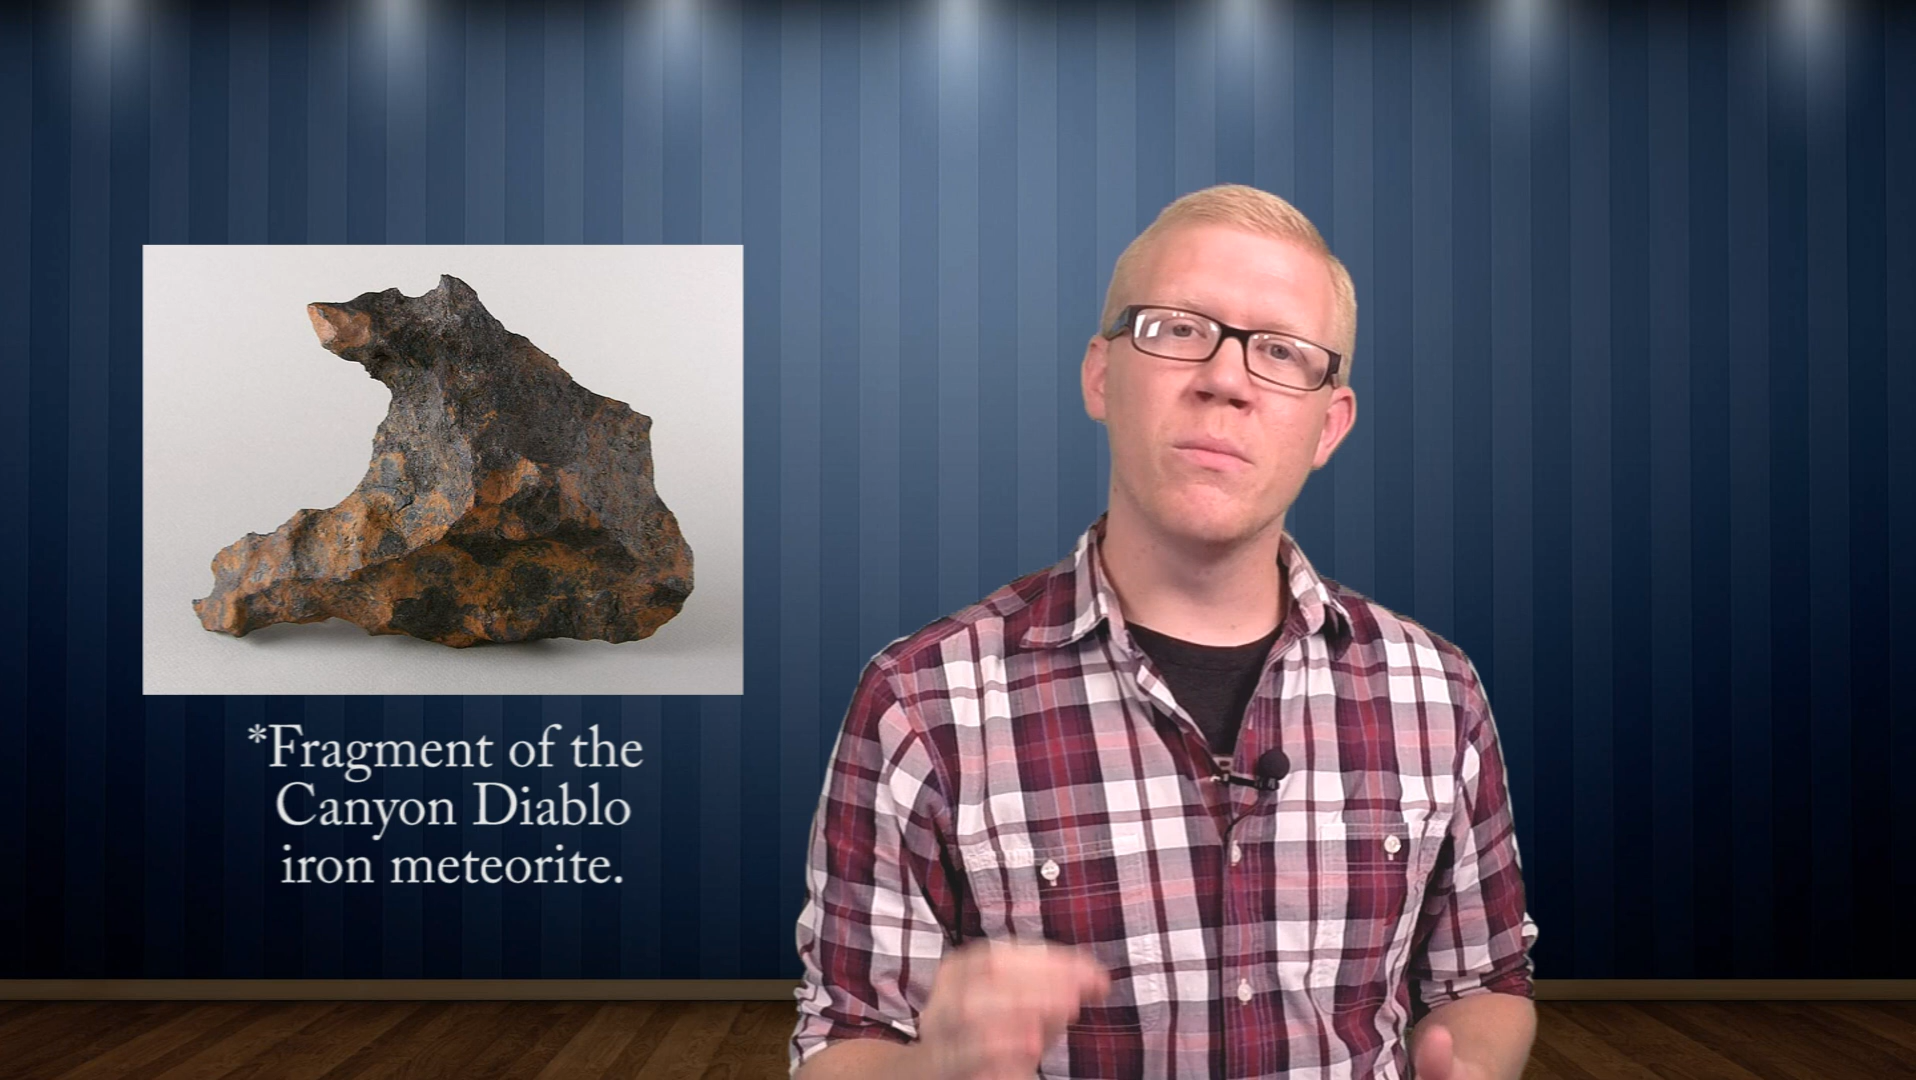 *Fragment of the
Canyon Diablo
iron meteorite.